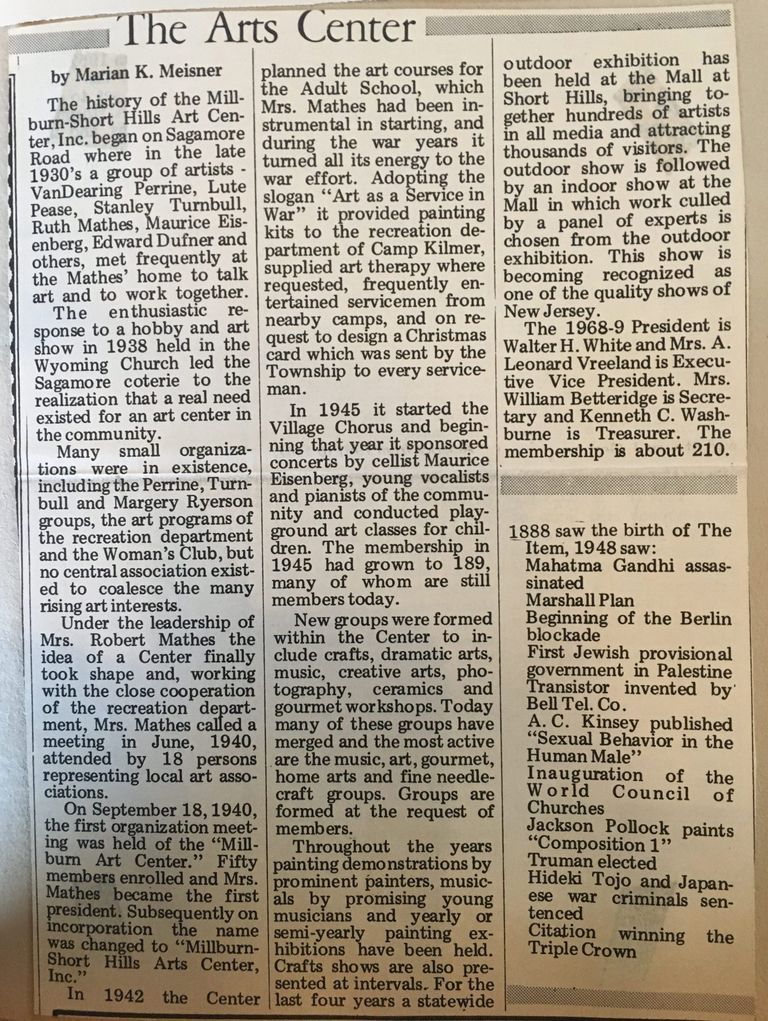 The Arts Center
by Marian K. Meisner
The history of the Mill-
burn-Short Hills Art Cen-
ter, Inc. began on Sagamore
Road where in the late
1930's a group of artists -
VanDearing Perrine, Lute
Pease, Stanley Turnbull,
Ruth Mathes, Maurice Eis-
enberg, Edward Dufner and
others, met frequently at
the Mathes' home to talk
art and to work together.
The enthusiastic re-
sponse to a hobby and art
show in 1938 held in the
Wyoming Church led the
Sagamore coterie to the
realization that a real need
existed for an art center in
the community.
Many small organiza-
tions were in existence,
including the Perrine, Turn-
bull and Margery Ryerson
groups, the art programs of
the recreation department
and the Woman's Club, but
no central association exist-
ed to coalesce the many
rising art interests.
Under the leadership of
Mrs. Robert Mathes the
idea of a Center finally
took shape and, working
with the close cooperation
of the recreation depart-
ment, Mrs. Mathes called a
meeting in June, 1940,
attended by 18 persons
representing local art asso-
ciations.
On September 18, 1940,
the first organization meet-
ing was held of the "Mill-
burn Art Center." Fifty
members enrolled and Mrs.
Mathes became the first
president. Subsequently on
incorporation the name
was changed to "Millburn-
Short Hills Arts Center,
Inc."
In 1942 the Center
planned the art courses for
the Adult School, which
Mrs. Mathes had been in-
strumental in starting, and
during the war years it
turned all its energy to the
war effort. Adopting the
slogan "Art as a Service in
War" it provided painting
kits to the recreation de-
partment of Camp Kilmer,
supplied art therapy where
requested, frequently en-
tertained servicemen from
nearby camps, and on re-
quest to design a Christmas
card which was sent by the
Township to every service-
man.
In 1945 it started the
Village Chorus and begin-
ning that year it sponsored
concerts by cellist Maurice
Eisenberg, young vocalists
and pianists of the commu-
nity and conducted play-
ground art classes for chil-
dren. The membership in
1945 had grown to 189,
many of whom are still
members today.
New groups were formed
within the Center to in-
clude crafts, dramatic arts,
music, creative arts, pho-
tography, ceramics and
gourmet workshops. Today
many of these groups have
merged and the most active
are the music, art, gourmet,
home arts and fine needle-
craft groups. Groups are
formed at the request of
members.
Throughout the years
painting demonstrations by
prominent painters, music-
als by promising young
musicians and yearly or
semi-yearly painting ex-
hibitions have been held.
Crafts shows are also pre-
sented at intervals. For the
last four years a statewide
outdoor exhibition has
been held at the Mall at
Short Hills, bringing to-
gether hundreds of artists
in all media and attracting
thousands of visitors. The
outdoor show is followed
by an indoor show at the
Mall in which work culled
by a panel of experts is
chosen from the outdoor
exhibition. This show is
becoming recognized as
one of the quality shows of
New Jersey.
The 1968-9 President is
Walter H. White and Mrs. A.
Leonard Vreeland is Execu-
tive Vice President. Mrs.
William Betteridge is Secre-
tary and Kenneth C. Wash-
burne is Treasurer. The
membership is about 210.
1888 saw the birth of The
Item, 1948 saw:
Mahatma Gandhi assas-
sinated
Marshall Plan
Beginning of the Berlin
blockade
First Jewish provisional
government in Palestine
Transistor invented by
Bell Tel. Co.
A. C. Kinsey published
"Sexual Behavior in the
Human Male"
Inauguration of the
World Council of
Churches
Jackson Pollock paints
"Composition 1"
Truman elected
Hideki Tojo and Japan-
ese war criminals sen-
tenced
Citation winning the
Triple Crown